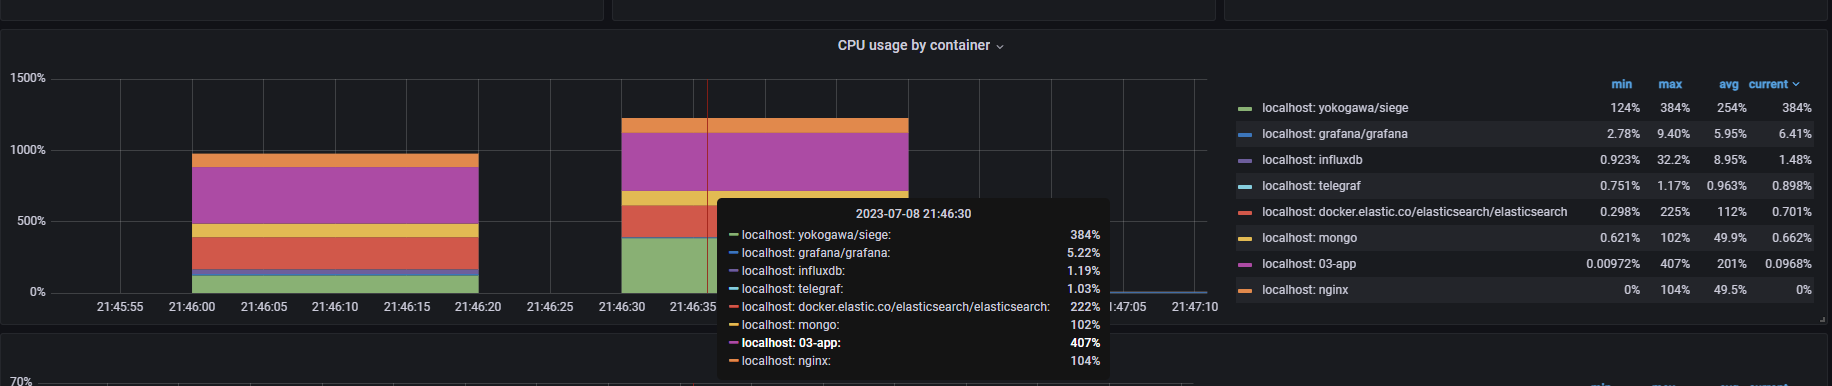 CPU usage by container
1500%
1000%
500%
0%
21:45:55 21:46:00 21:46:05 21:46:10 21:46:15 21:46:20 21:46:25 21:46:30 21:46:35 1:47:05 21:47:10
2023-07-08 21:46:30
localhost: yokogawa/siege: 384%
localhost: grafana/grafana: 5.22%
localhost: influxdb: 1.19%
localhost: telegraf: 1.03%
localhost: docker.elastic.co/elasticsearch/elasticsearch: 222%
localhost: mongo: 102%
localhost: 03-app: 407%
localhost: nginx: 104%
min max avg current
localhost: yokogawa/siege 124% 384% 254% 384%
localhost: grafana/grafana 2.78% 9.40% 5.95% 6.41%
localhost: influxdb 0.923% 32.2% 8.95% 1.48%
localhost: telegraf 0.751% 1.17% 0.963% 0.898%
localhost: docker.elastic.co/elasticsearch/elasticsearch 0.298% 225% 112% 0.701%
localhost: mongo 0.621% 102% 49.9% 0.662%
localhost: 03-app 0.00972% 407% 201% 0.0968%
localhost: nginx 0% 104% 49.5% 0%
70%